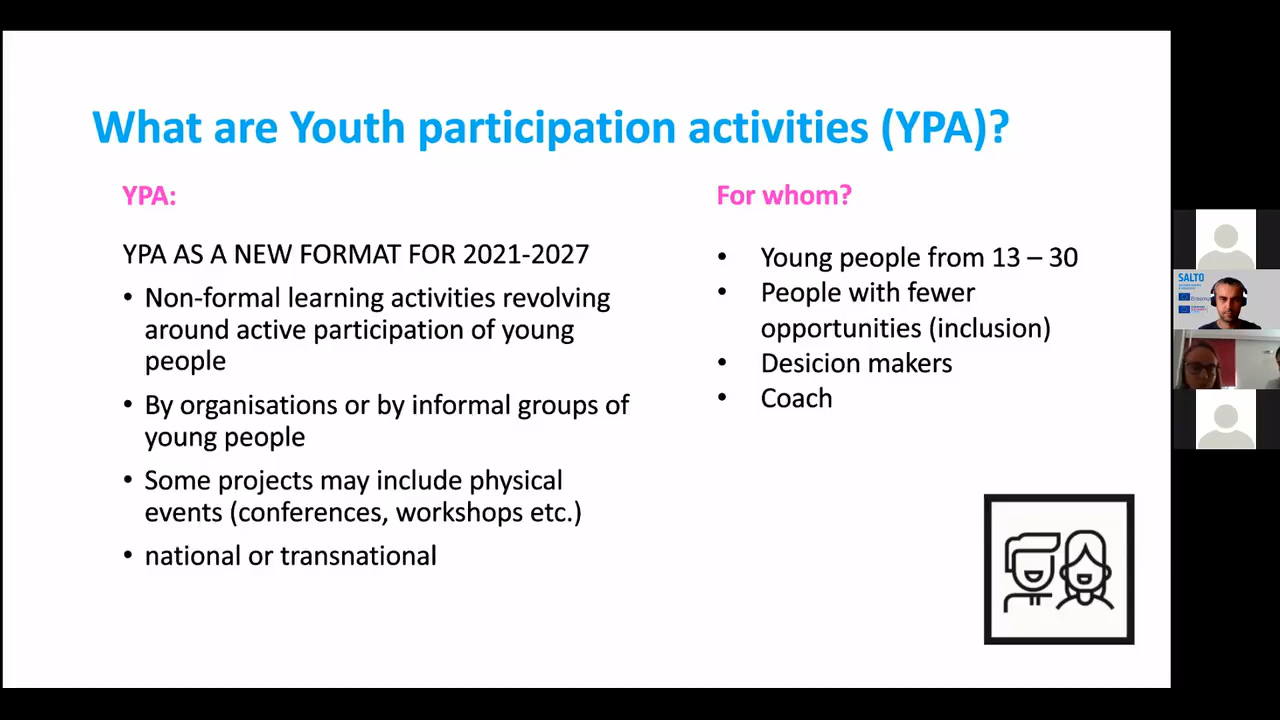 What are Youth participation activities (YPA)?
YPA:
YPA AS A NEW FORMAT FOR 2021-2027
• Non-formal learning activities revolving
around active participation of young
people
• By organisations or by informal groups of
young people
• Some projects may include physical
events (conferences, workshops etc.)
• national or transnational
For whom?
• Young people from 13 – 30
• People with fewer
opportunities (inclusion)
• Desicion makers
• Coach
SALTO